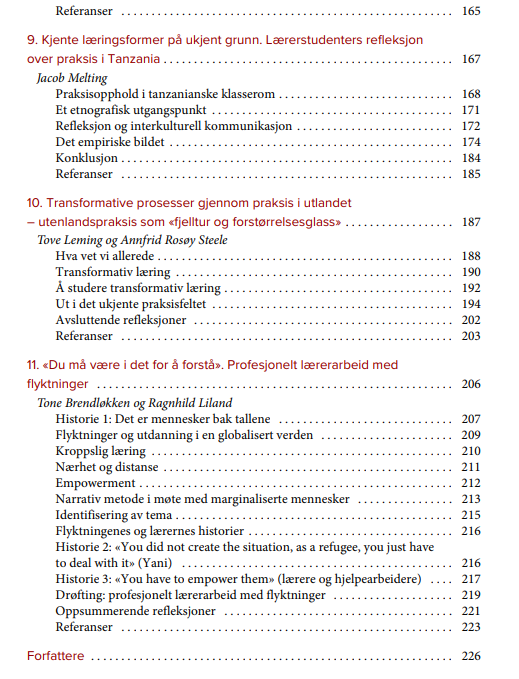 Referanser . . . . . . . . . . . . . . . . . . . . . . . . . . . . . . . . . . . . . . . . . . . . . . . . . . 165
9. Kjente læringsformer på ukjent grunn. Lærerstudenters refleksjon
over praksis i Tanzania . . . . . . . . . . . . . . . . . . . . . . . . . . . . . . . . . . . . . . . . . . . 167
Jacob Melting
Praksisopphold i tanzanianske klasserom . . . . . . . . . . . . . . . . . . . . . . . . . . 168
Et etnografisk utgangspunkt . . . . . . . . . . . . . . . . . . . . . . . . . . . . . . . . . . . . . 171
Refleksjon og interkulturell kommunikasjon . . . . . . . . . . . . . . . . . . . . . . . 172
Det empiriske bildet . . . . . . . . . . . . . . . . . . . . . . . . . . . . . . . . . . . . . . . . . . . . 174
Konklusjon . . . . . . . . . . . . . . . . . . . . . . . . . . . . . . . . . . . . . . . . . . . . . . . . . . 184
Referanser . . . . . . . . . . . . . . . . . . . . . . . . . . . . . . . . . . . . . . . . . . . . . . . . . . 185
10. Transformative prosesser gjennom praksis i utlandet
– utenlandspraksis som «fjelltur og forstørrelsesglass» . . . . . . . . . . . . . . . . 187
Tove Leming og Annfrid Rosøy Steele
Hva vet vi allerede . . . . . . . . . . . . . . . . . . . . . . . . . . . . . . . . . . . . . . . . . . . . . 188
Transformativ læring . . . . . . . . . . . . . . . . . . . . . . . . . . . . . . . . . . . . . . . . . . 190
Å studere transformativ læring . . . . . . . . . . . . . . . . . . . . . . . . . . . . . . . . . . . 192
Ut i det ukjente praksisfeltet . . . . . . . . . . . . . . . . . . . . . . . . . . . . . . . . . . . . . 194
Avsluttende refleksjoner . . . . . . . . . . . . . . . . . . . . . . . . . . . . . . . . . . . . . . . 202
Referanser . . . . . . . . . . . . . . . . . . . . . . . . . . . . . . . . . . . . . . . . . . . . . . . . . . 203
11. «Du må være i det for å forstå». Profesjonelt lærerarbeid med
flyktninger . . . . . . . . . . . . . . . . . . . . . . . . . . . . . . . . . . . . . . . . . . . . . . . . . . . . . 206
Tone Brendløkken og Ragnhild Liland
Historie 1: Det er mennesker bak tallene . . . . . . . . . . . . . . . . . . . . . . . . . . 207
Flyktninger og utdanning i en globalisert verden . . . . . . . . . . . . . . . . . . . . 209
Kroppslig læring . . . . . . . . . . . . . . . . . . . . . . . . . . . . . . . . . . . . . . . . . . . . . . 210
Nærhet og distanse . . . . . . . . . . . . . . . . . . . . . . . . . . . . . . . . . . . . . . . . . . . . 211
Empowerment . . . . . . . . . . . . . . . . . . . . . . . . . . . . . . . . . . . . . . . . . . . . . . . . 212
Narrativ metode i møte med marginaliserte mennesker . . . . . . . . . . . . . . . 213
Identifisering av tema . . . . . . . . . . . . . . . . . . . . . . . . . . . . . . . . . . . . . . . . . . 215
Flyktningenes og lærernes historier . . . . . . . . . . . . . . . . . . . . . . . . . . . . . . . 216
Historie 2: «You did not create the situation, as a refugee, you just have
to deal with it» (Yani) . . . . . . . . . . . . . . . . . . . . . . . . . . . . . . . . . . . . . . . . . . 216
Historie 3: «You have to empower them» (lærere og hjelpearbeidere) . . . . 217
Drøfting: profesjonelt lærerarbeid med flyktninger . . . . . . . . . . . . . . . . . . 219
Oppsummerende refleksjoner . . . . . . . . . . . . . . . . . . . . . . . . . . . . . . . . . . . 221
Referanser . . . . . . . . . . . . . . . . . . . . . . . . . . . . . . . . . . . . . . . . . . . . . . . . . . 223
Forfattere . . . . . . . . . . . . . . . . . . . . . . . . . . . . . . . . . . . . . . . . . . . . . . . . . . . . . . 226